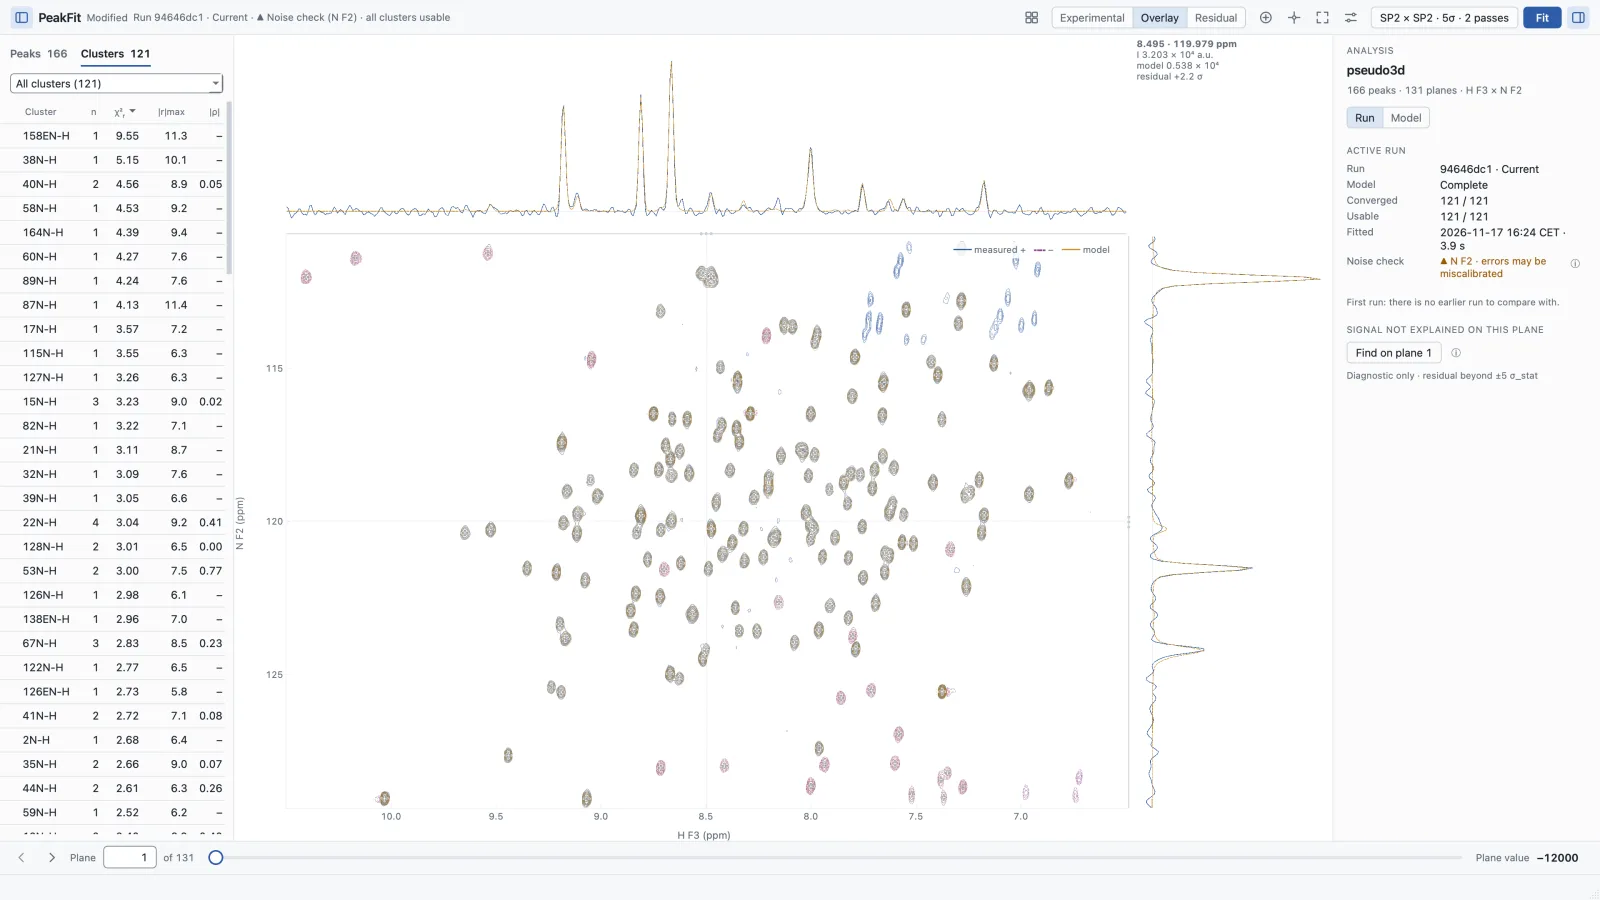 PeakFit Modified Run 94646dc1 · Current · ▲ Noise check (N F2) · all clusters usable
Experimental Overlay Residual
SP2 × SP2 · 5σ · 2 passes
Fit
Peaks 166 Clusters 121
All clusters (121)
Cluster n χ²ᵣ |r|max |ρ|
158EN-H 1 9.55 11.3 –
38N-H 1 5.15 10.1 –
40N-H 2 4.56 8.9 0.05
58N-H 1 4.53 9.2 –
164N-H 1 4.39 9.4 –
60N-H 1 4.27 7.6 –
89N-H 1 4.24 7.6 –
87N-H 1 4.13 11.4 –
17N-H 1 3.57 7.2 –
115N-H 1 3.55 6.3 –
127N-H 1 3.26 6.3 –
15N-H 3 3.23 9.0 0.02
82N-H 1 3.22 7.1 –
21N-H 1 3.11 8.7 –
32N-H 1 3.09 7.6 –
39N-H 1 3.05 6.6 –
22N-H 4 3.04 9.2 0.41
128N-H 2 3.01 6.5 0.00
53N-H 2 3.00 7.5 0.77
126N-H 1 2.98 6.1 –
138EN-H 1 2.96 7.0 –
67N-H 3 2.83 8.5 0.23
122N-H 1 2.77 6.5 –
126EN-H 1 2.73 5.8 –
41N-H 2 2.72 7.1 0.08
2N-H 1 2.68 6.4 –
35N-H 2 2.66 9.0 0.07
44N-H 2 2.61 6.3 0.26
59N-H 1 2.52 6.2 –
8.495 · 119.979 ppm
I 3.203 × 10⁴ a.u.
model 0.538 × 10⁴
residual +2.2 σ
measured + – model
115
120
125
N F2 (ppm)
10.0 9.5 9.0 8.5 8.0 7.5 7.0
H F3 (ppm)
ANALYSIS
pseudo3d
166 peaks · 131 planes · H F3 × N F2
Run Model
ACTIVE RUN
Run 94646dc1 · Current
Model Complete
Converged 121 / 121
Usable 121 / 121
Fitted 2026-11-17 16:24 CET ·
3.9 s
Noise check ▲ N F2 · errors may be
miscalibrated
First run: there is no earlier run to compare with.
SIGNAL NOT EXPLAINED ON THIS PLANE
Find on plane 1
Diagnostic only · residual beyond ±5 σ_stat
Plane 1 of 131
Plane value −12000